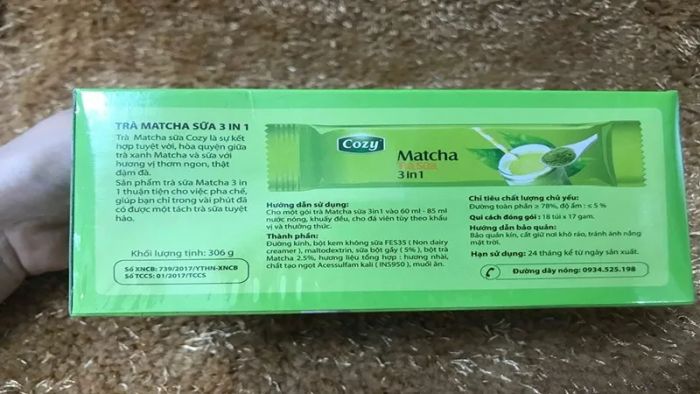 TRÀ MATCHA SỮA 3 IN 1
Trà Matcha sữa Cozy là sự kết
hợp tuyệt vời, hòa quyện giữa
trà xanh Matcha và sữa với
hương vị thơm ngon, thật
đậm đà.
Sản phẩm trà sữa Matcha 3 in
1 thuận tiện cho việc pha chế,
giúp bạn chỉ trong vài phút đã
có được một tách trà sữa tuyệt
hảo.
Khối lượng tịnh: 306 g
Số XNCB: 739/2017/YTHN-XNCB
Số TCCS: 01/2017/TCCS
Cozy
Matcha
Trà Sữa
3 in 1
Hướng dẫn sử dụng:
Cho một gói trà Matcha sữa 3in1 vào 60 ml - 85 ml
nước nóng, khuấy đều, cho đá viên tùy theo khẩu
vị và thưởng thức.
Thành phần:
Đường kính, bột kem không sữa FES35 ( Non dairy
creamer ), maltodextrin, sữa bột gầy ( 5% ), bột trà
Matcha 2.5%, hương liệu tổng hợp : hương nhài,
chất tạo ngọt Acessulfam kali ( INS950 ), muối ăn.
Chỉ tiêu chất lượng chủ yếu:
Đường toàn phần ≥ 78%, độ ẩm : ≤ 5 %
Qui cách đóng gói : 18 túi x 17 gam.
Hướng dẫn bảo quản:
Bảo quản kín, cất giữ nơi khô ráo, tránh ánh nắng
mặt trời.
Hạn sử dụng: 24 tháng kể từ ngày sản xuất.
Đường dây nóng: 0934.525.198